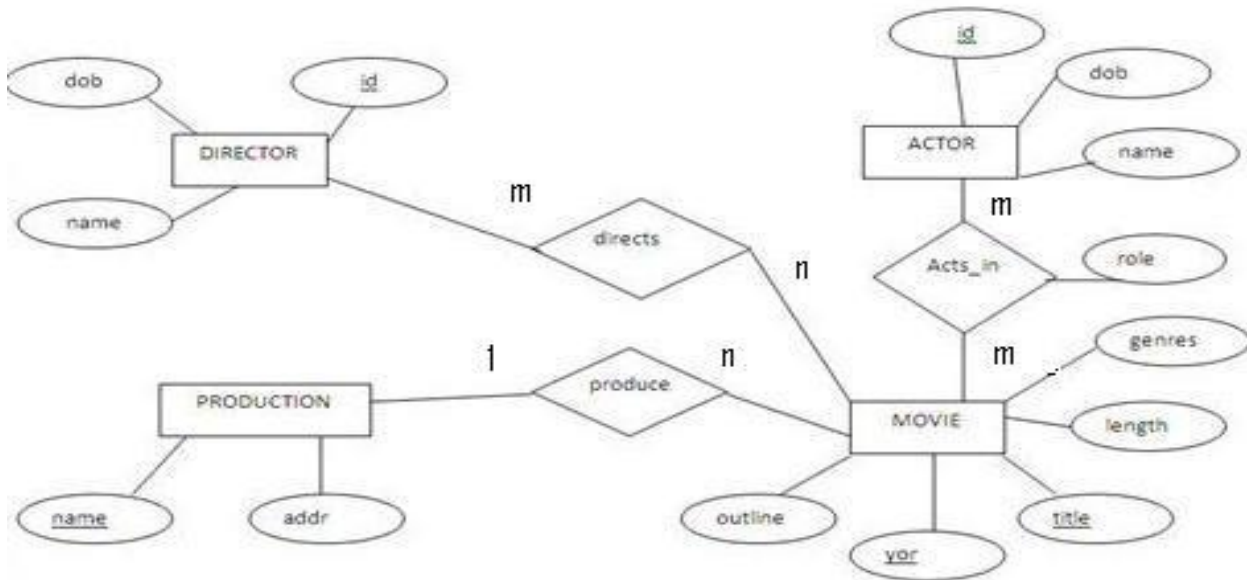 id
dob
id
dob
DIRECTOR
ACTOR
name
name
m
m
directs
n
Acts_in
role
genres
1
n
m
produce
PRODUCTION
MOVIE
length
name
addr
outline
title
yor